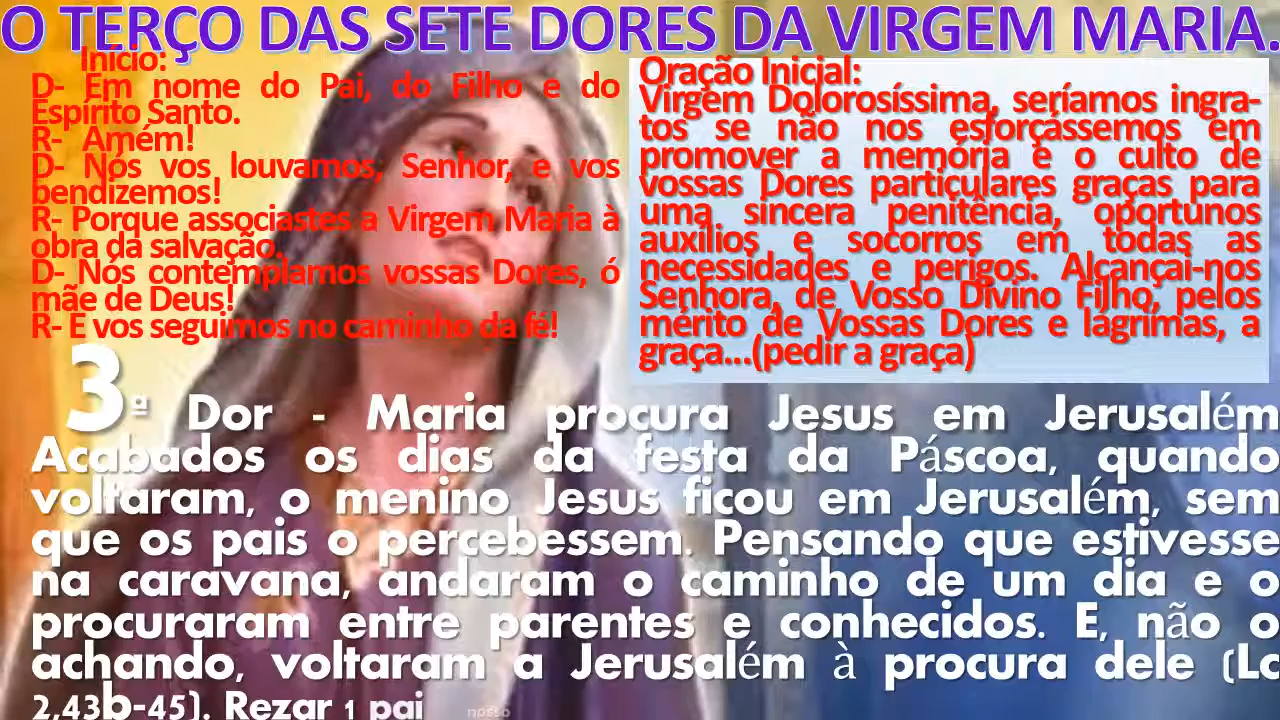 O TERÇO DAS SETE DORES DA VIRGEM MARIA.
Início:
D- Em nome do Pai, do Filho e do
Espírito Santo.
R- Amém!
D- Nós vos louvamos, Senhor, e vos
bendizemos!
R- Porque associastes a Virgem Maria à
obra da salvação.
D- Nós contemplamos vossas Dores, ó
mãe de Deus!
R- E vos seguimos no caminho da fé!
Oração Inicial:
Virgem Dolorosíssima, seríamos ingra-
tos se não nos esforçássemos em
promover a memória e o culto de
vossas Dores particulares graças para
uma sincera penitência, oportunos
auxílios e socorros em todas as
necessidades e perigos. Alcançai-nos
Senhora, de Vosso Divino Filho, pelos
mérito de Vossas Dores e lágrimas, a
graça...(pedir a graça)
3ª Dor - Maria procura Jesus em Jerusalém
Acabados os dias da festa da Páscoa, quando
voltaram, o menino Jesus ficou em Jerusalém, sem
que os pais o percebessem. Pensando que estivesse
na caravana, andaram o caminho de um dia e o
procuraram entre parentes e conhecidos. E, não o
achando, voltaram a Jerusalém à procura dele (Lc
2,43b-45). Rezar 1 pai nosso